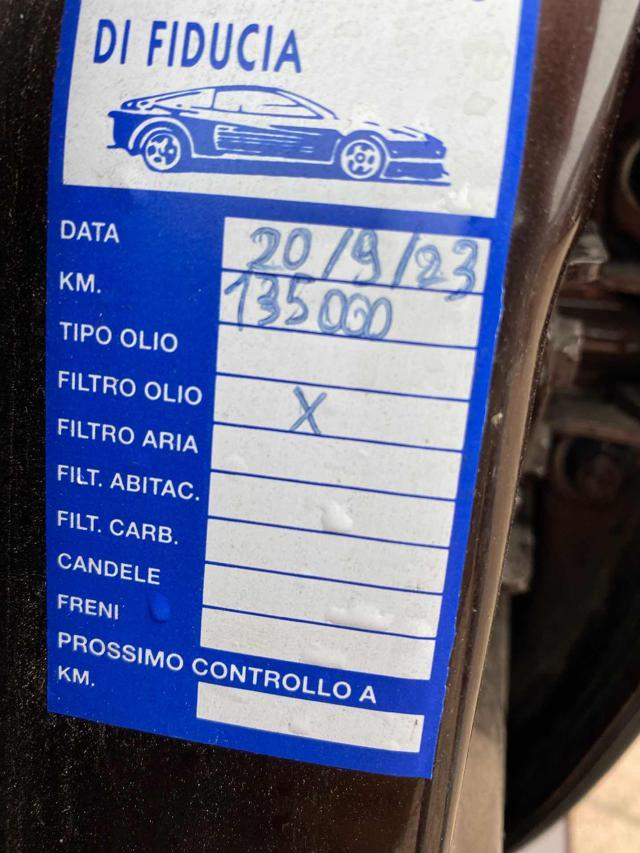 DI FIDUCIA
DATA 20/9/23
KM. 135000
TIPO OLIO
FILTRO OLIO X
FILTRO ARIA
FILT. ABITAC.
FILT. CARB.
CANDELE
FRENI
PROSSIMO CONTROLLO A
KM.